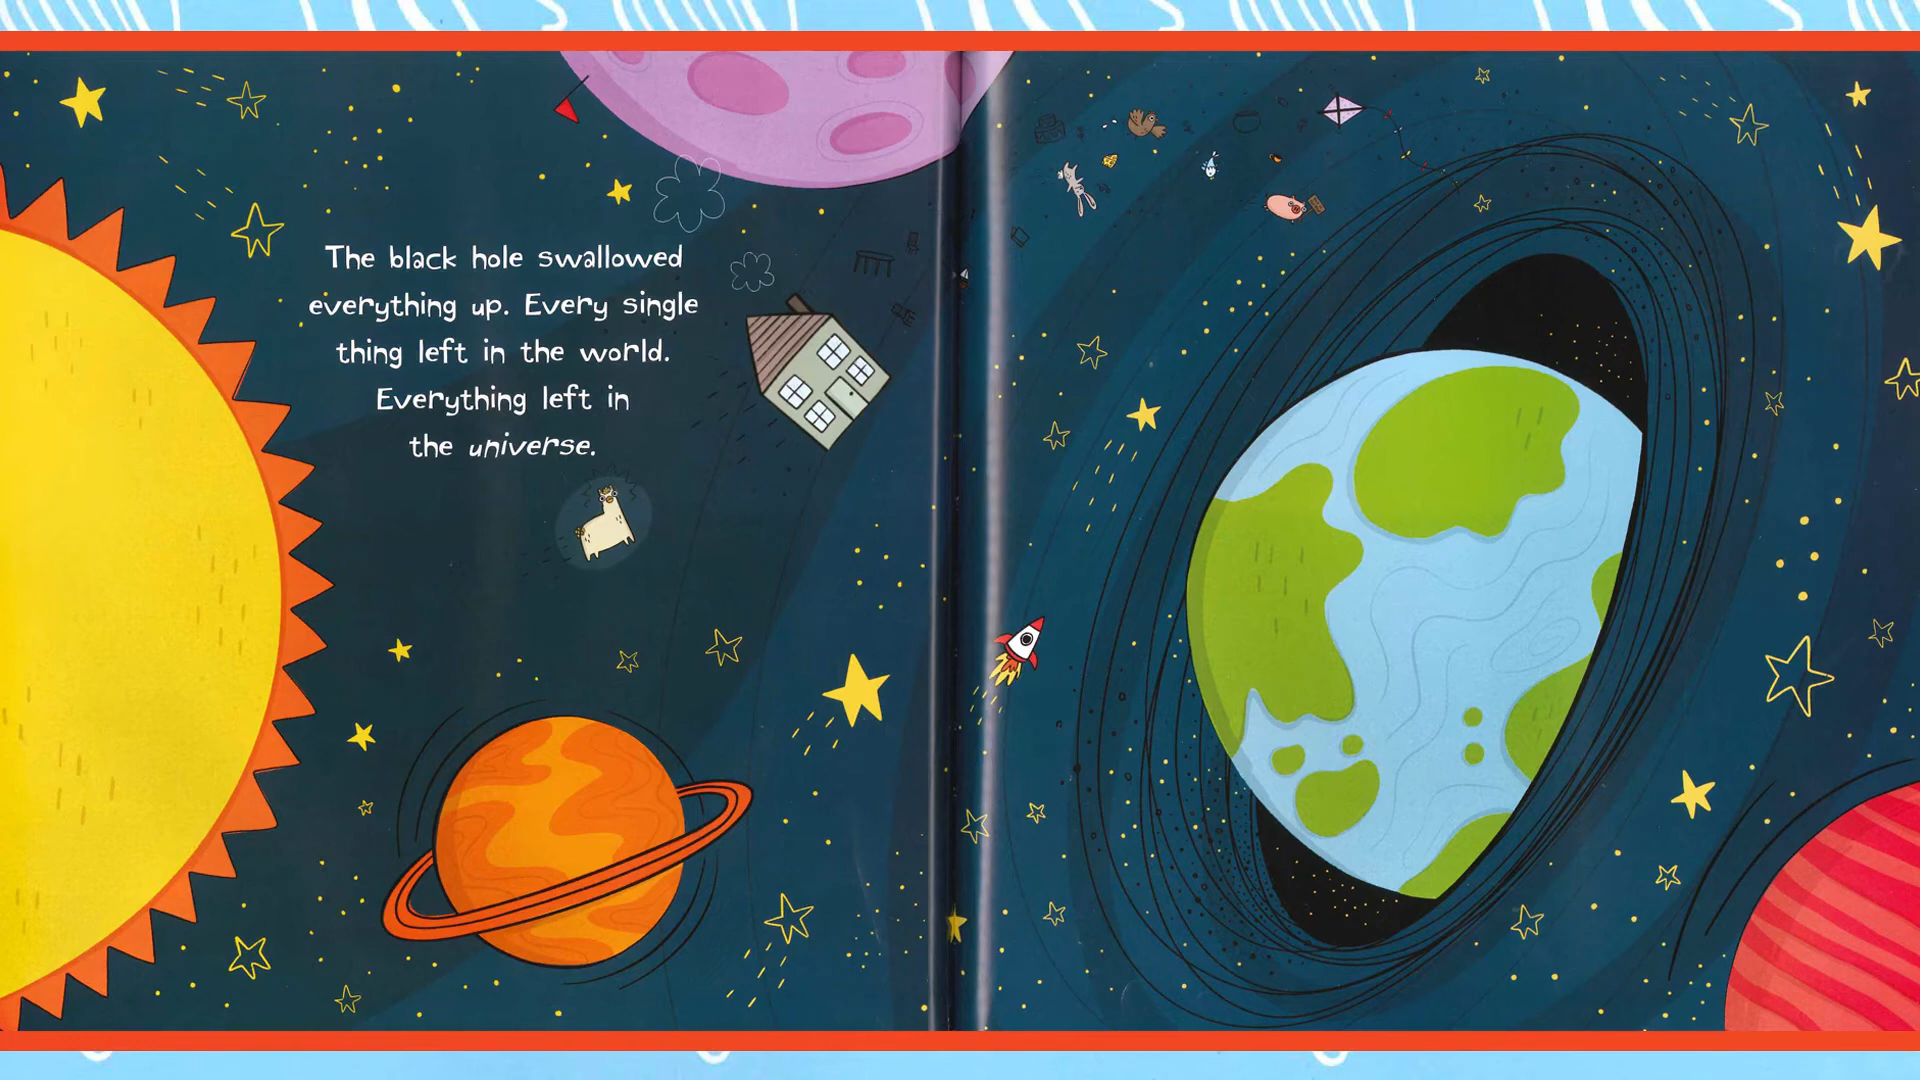 The black hole swallowed
everything up. Every single
thing left in the world.
Everything left in
the universe.